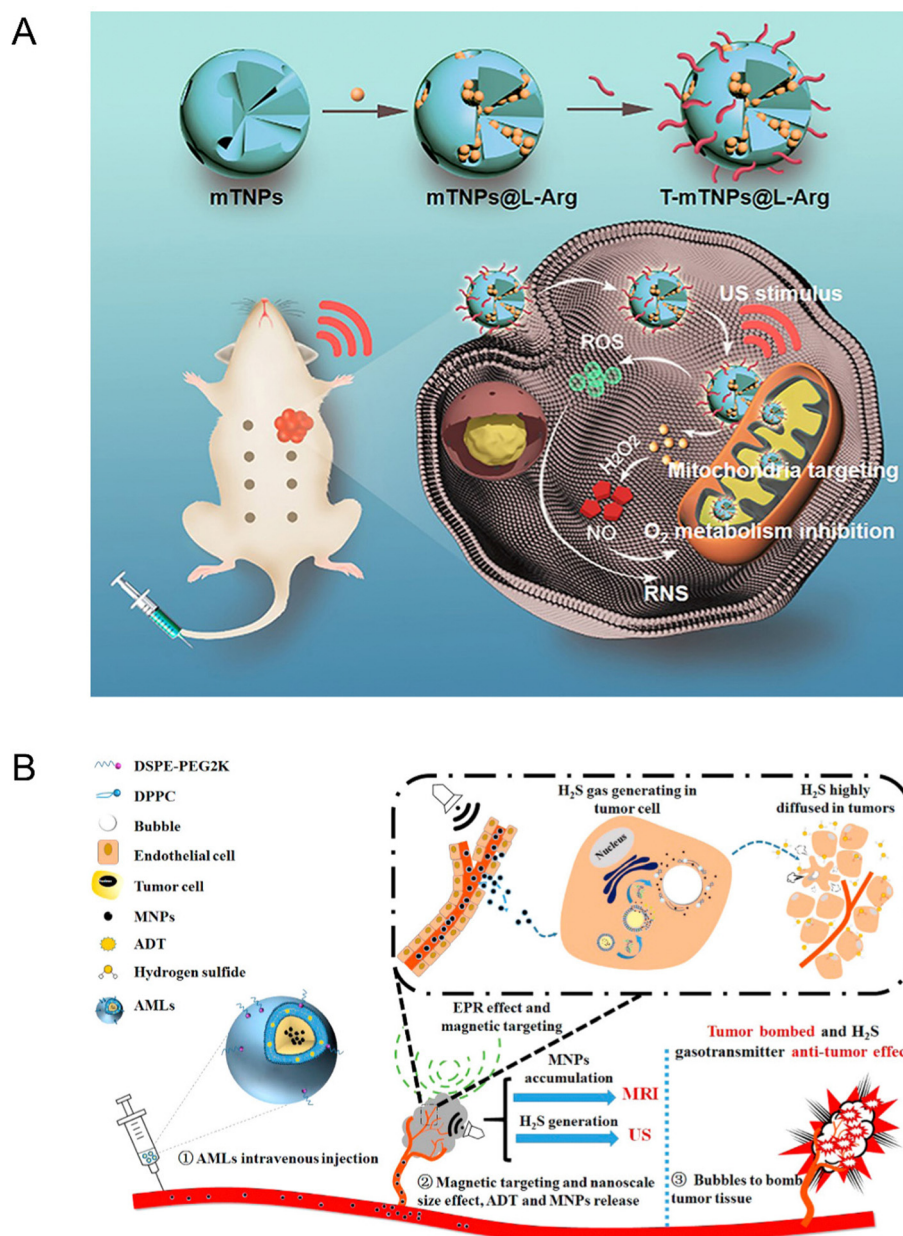 A
mTNPs
mTNPs@L-Arg
T-mTNPs@L-Arg
US stimulus
ROS
H2O2
Mitochondria targeting
NO
O₂ metabolism inhibition
RNS
B
DSPE-PEG2K
DPPC
Bubble
Endothelial cell
Tumor cell
MNPs
ADT
Hydrogen sulfide
AMLs
H₂S gas generating in
tumor cell
H₂S highly
diffused in tumors
Nucleus
EPR effect and
magnetic targeting
MNPs
accumulation
MRI
H₂S generation
US
Tumor bombed and H₂S
gasotransmitter anti-tumor effect
① AMLs intravenous injection
② Magnetic targeting and nanoscale
size effect, ADT and MNPs release
③ Bubbles to bomb
tumor tissue